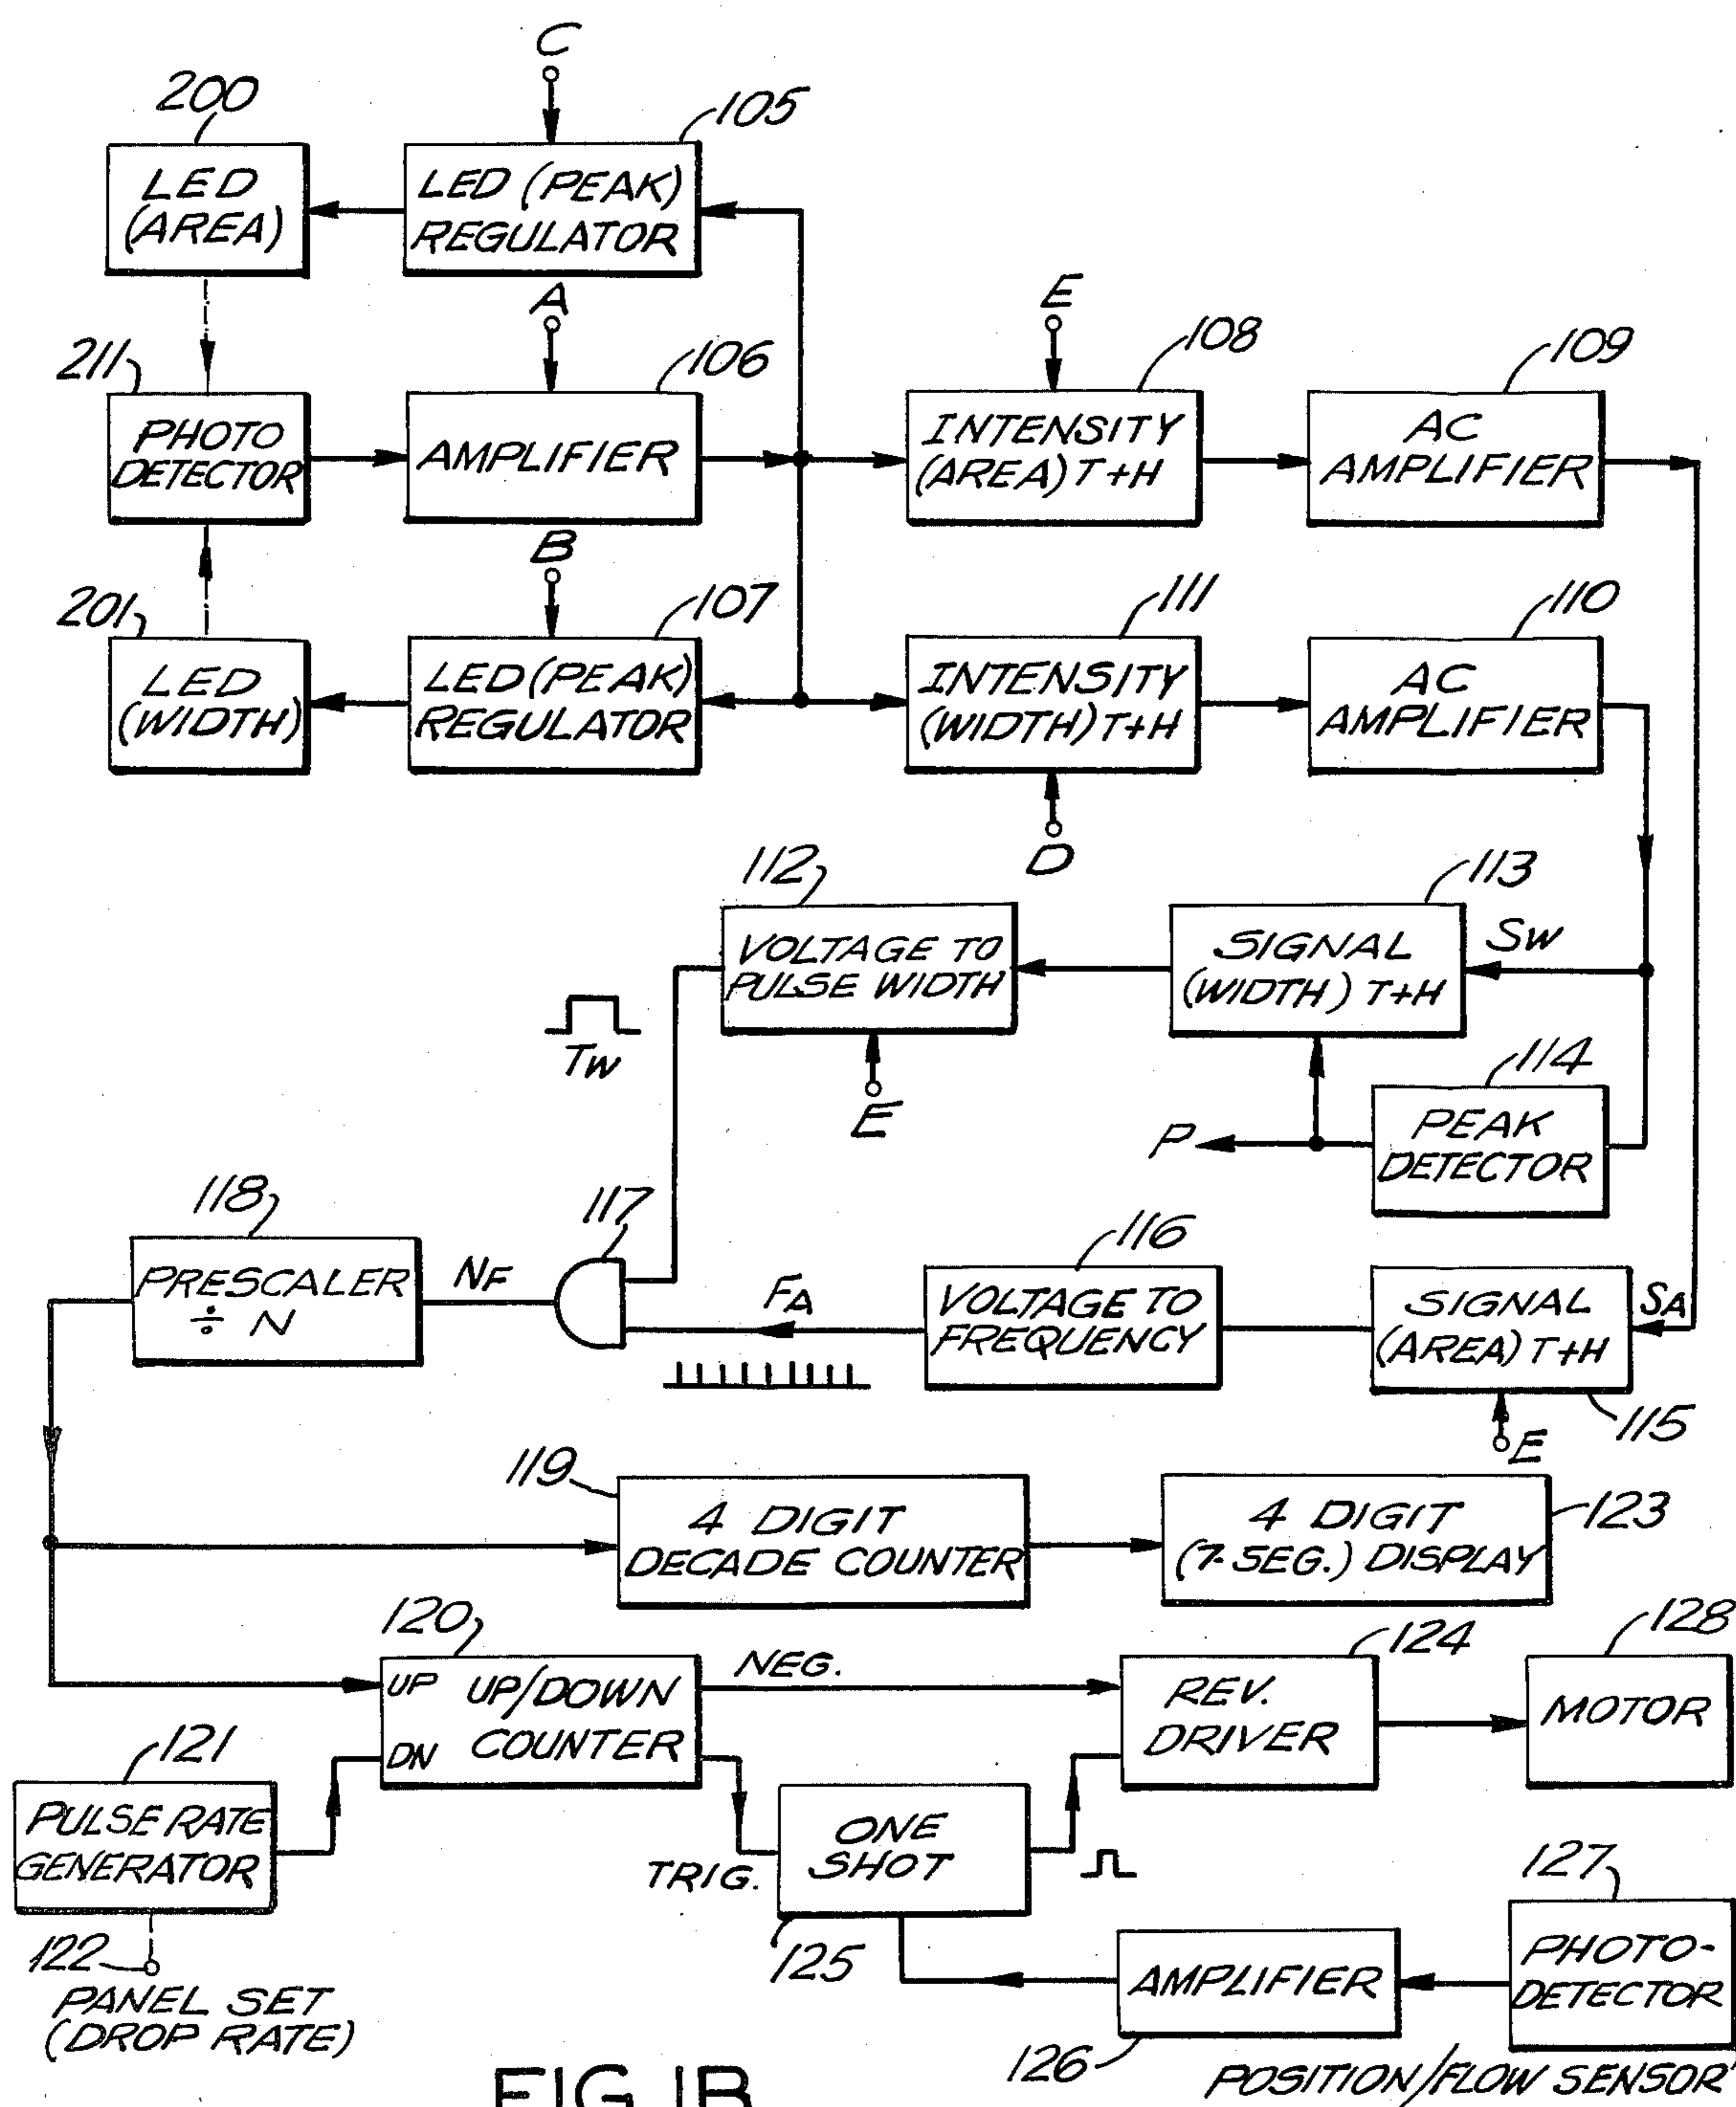 C
200
105
LED
(AREA)
LED (PEAK)
REGULATOR
A
E
211
106
108
109
PHOTO
DETECTOR
AMPLIFIER
INTENSITY
(AREA) T+H
AC
AMPLIFIER
B
201
107
111
110
LED
(WIDTH)
LED (PEAK)
REGULATOR
INTENSITY
(WIDTH) T+H
AC
AMPLIFIER
D
112
113
VOLTAGE TO
PULSE WIDTH
SIGNAL
(WIDTH) T+H
SW
TW
E
114
P
PEAK
DETECTOR
118
117
116
PRESCALER
÷ N
NF
FA
VOLTAGE TO
FREQUENCY
SIGNAL
(AREA) T+H
SA
115
E
119
4 DIGIT
DECADE COUNTER
4 DIGIT
(7-SEG.) DISPLAY
123
120
NEG.
124
128
UP
UP/DOWN
COUNTER
DN
REV.
DRIVER
MOTOR
121
PULSE RATE
GENERATOR
TRIG.
ONE
SHOT
127
122
125
AMPLIFIER
PHOTO-
DETECTOR
PANEL SET
(DROP RATE)
126
POSITION/FLOW SENSOR
FIG. 1B